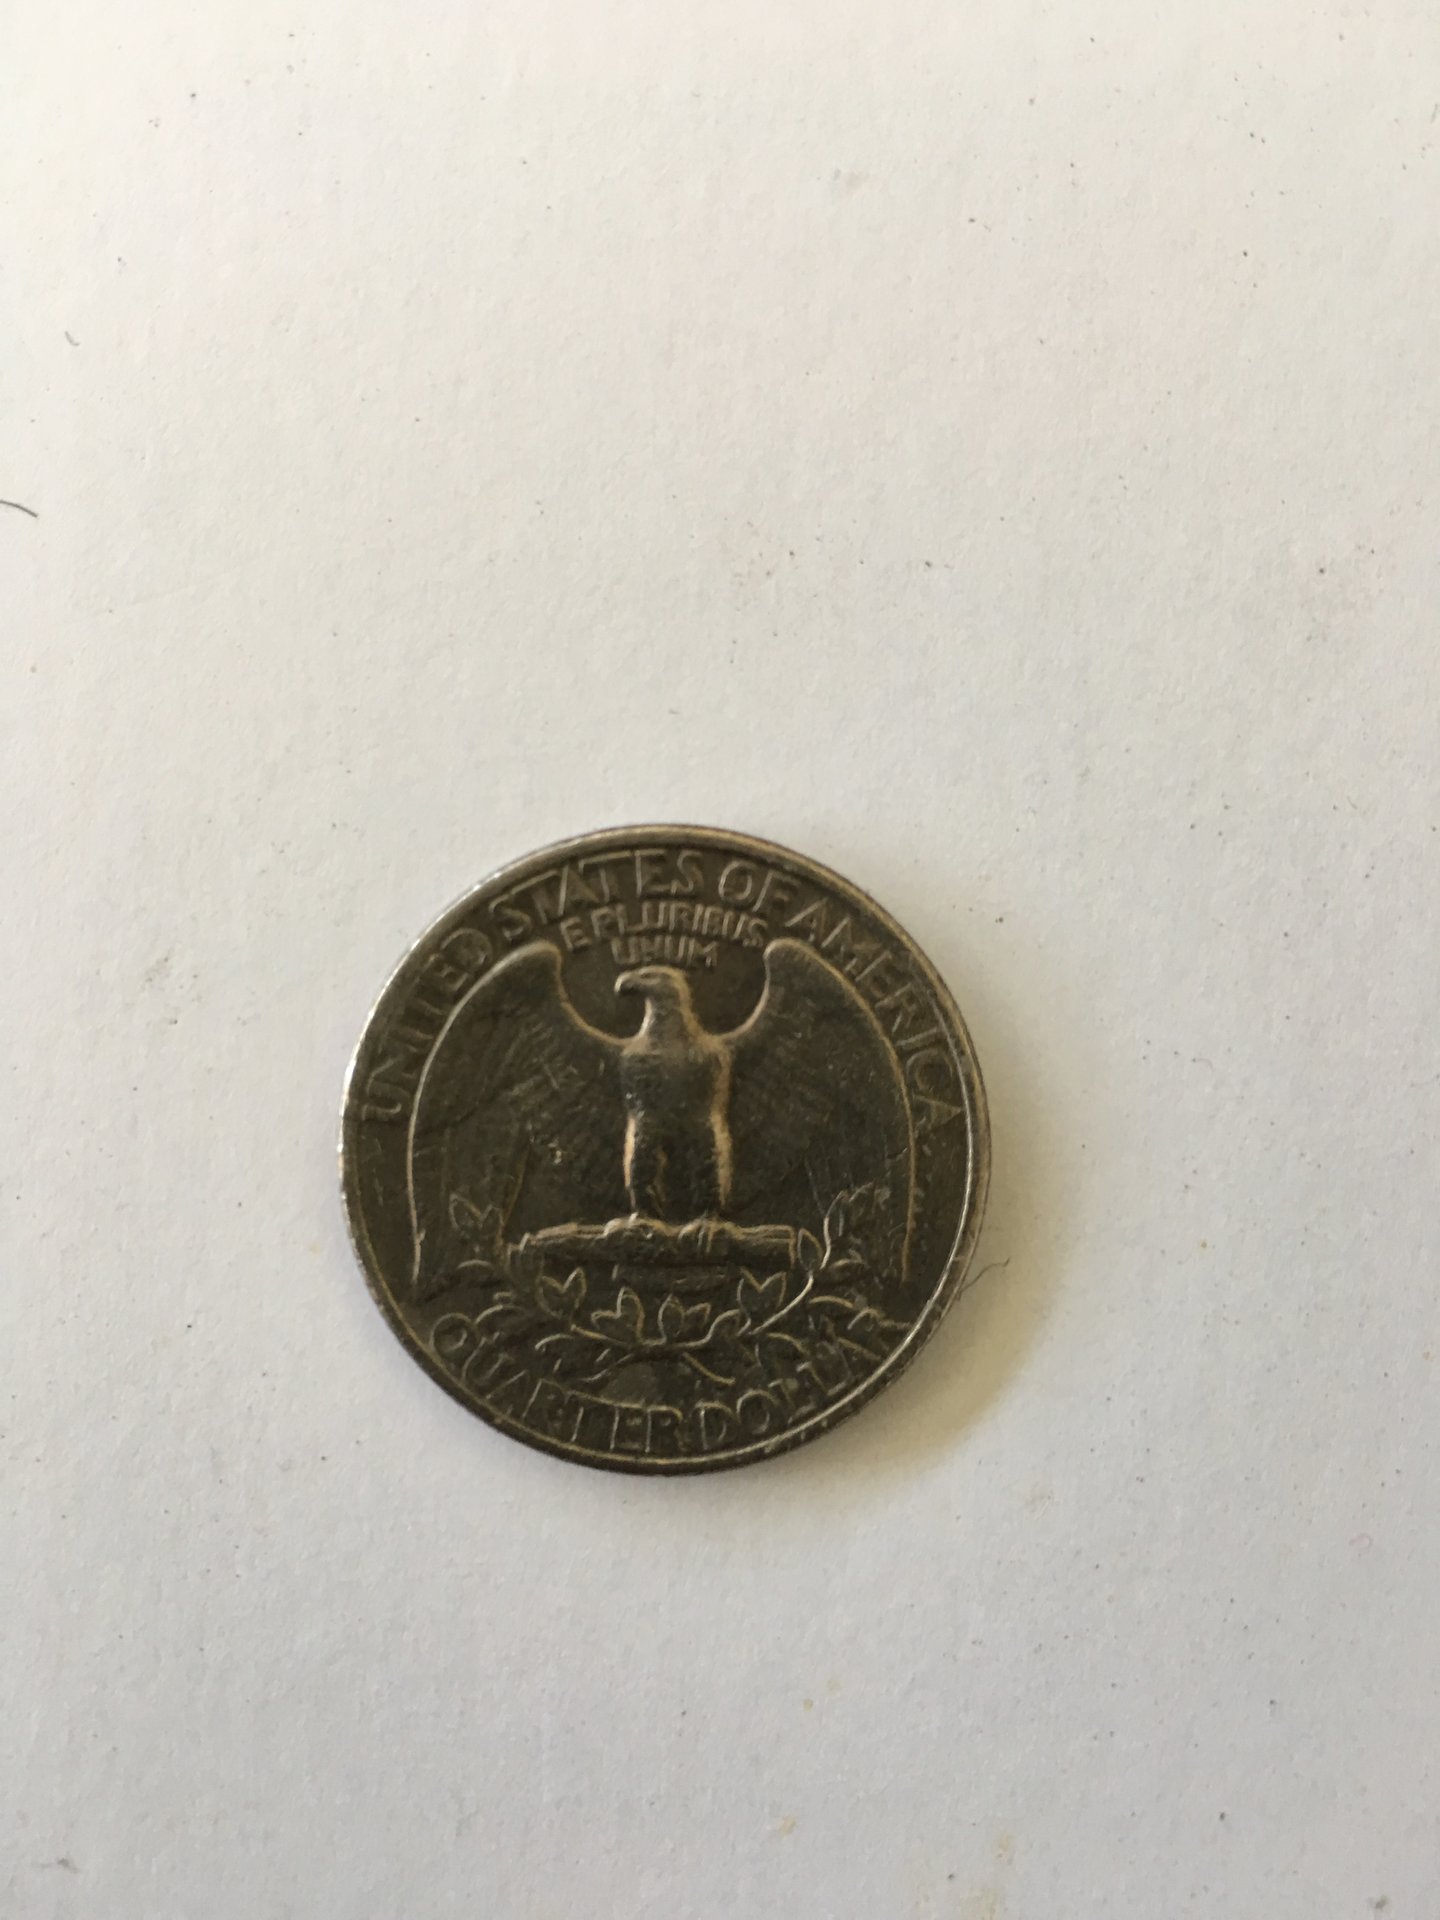 UNITED STATES OF AMERICA
E PLURIBUS
UNUM
QUARTER DOLLAR